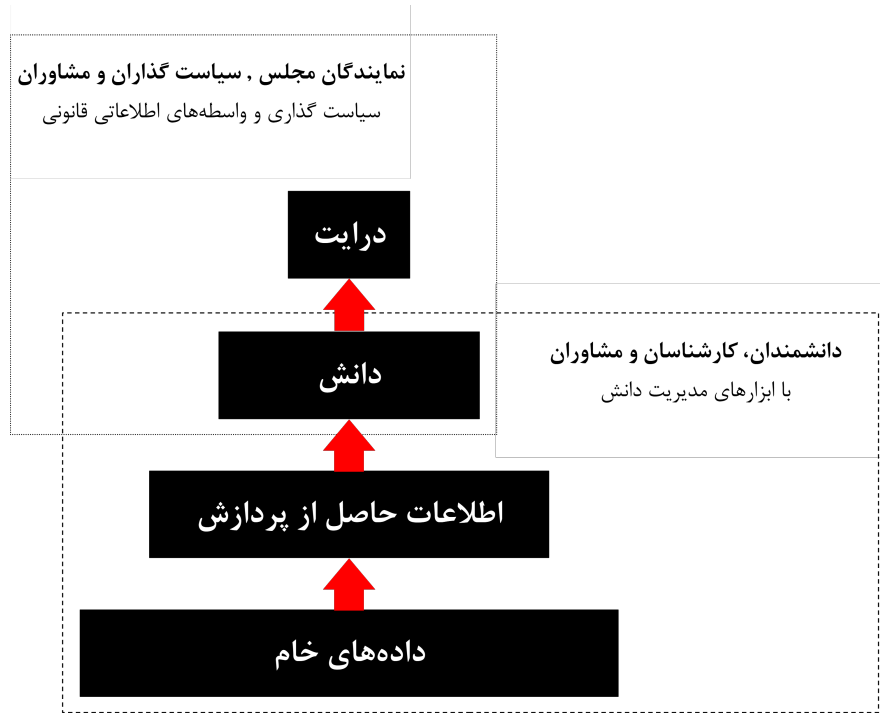 نمایندگان مجلس , سیاست گذاران و مشاوران
سیاست گذاری و واسطه‌های اطلاعاتی قانونی
درایت
دانشمندان، کارشناسان و مشاوران
با ابزارهای مدیریت دانش
دانش
اطلاعات حاصل از پردازش
داده‌های خام